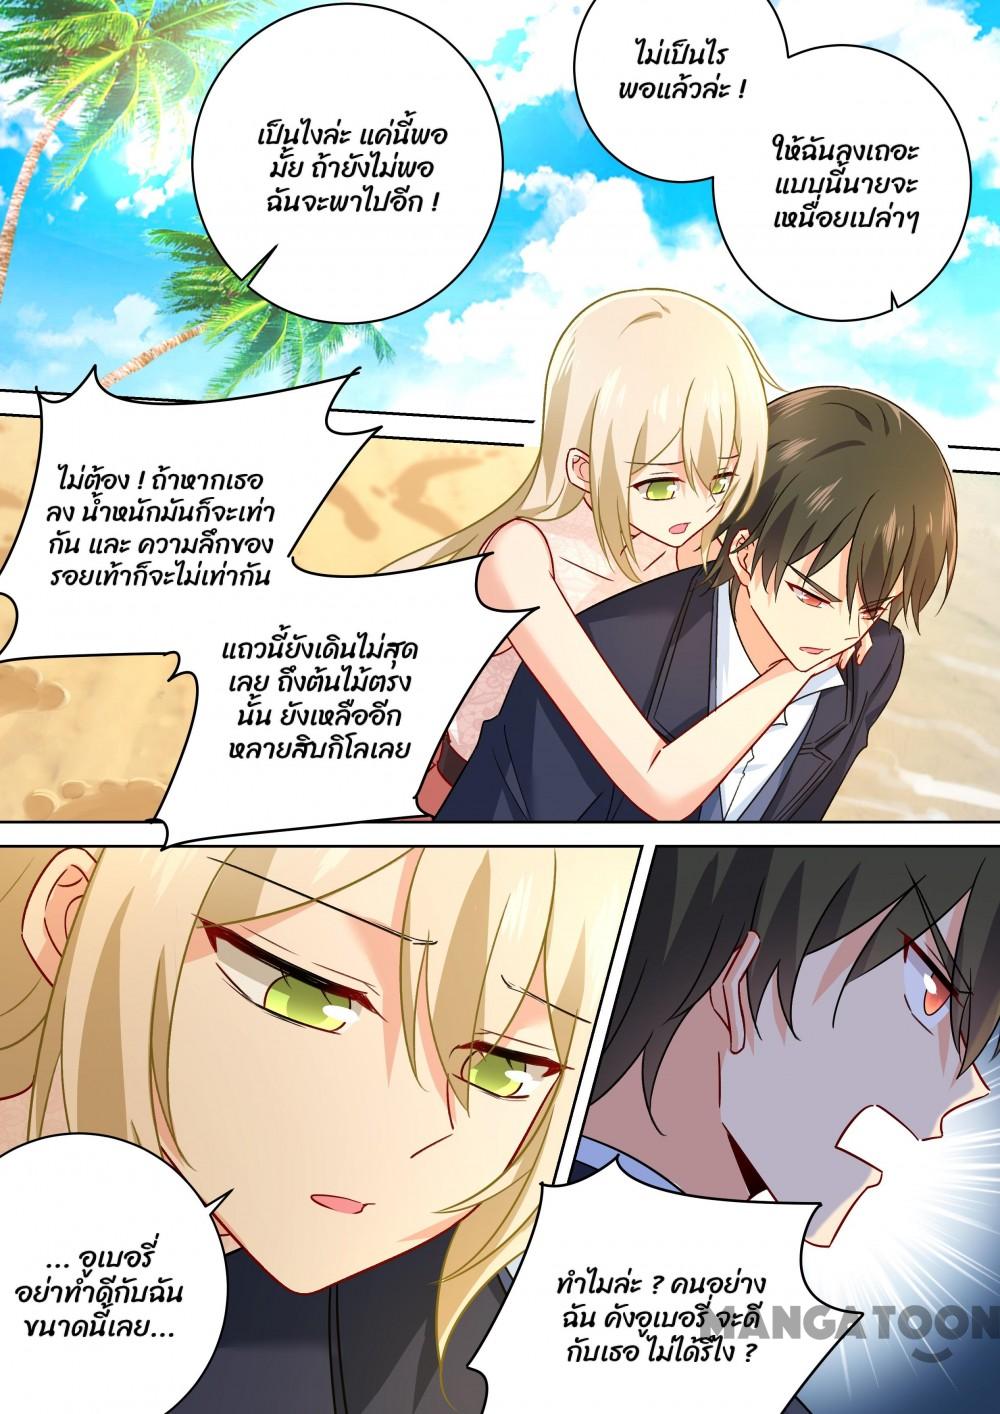 ไม่เป็นไร
พอแล้วล่ะ !
เป็นไงล่ะ แค่นี้พอ
มั้ย ถ้ายังไม่พอ
ฉันจะพาไปอีก !
ให้ฉันลงเถอะ
แบบนี้นายจะ
เหนื่อยเปล่าๆ
ไม่ต้อง ! ถ้าหากเธอ
ลง น้ำหนักมันก็จะเท่า
กัน และ ความลึกของ
รอยเท้าก็จะไม่เท่ากัน
แถวนี้ยังเดินไม่สุด
เลย ถึงต้นไม้ตรง
นั้น ยังเหลืออีก
หลายสิบกิโลเลย
... อูเบอรี่
อย่าทำดีกับฉัน
ขนาดนี้เลย...
ทำไมล่ะ ? คนอย่าง
ฉัน คังอูเบอรี่ จะดี
กับเธอ ไม่ได้รึไง ?
MANGATOON